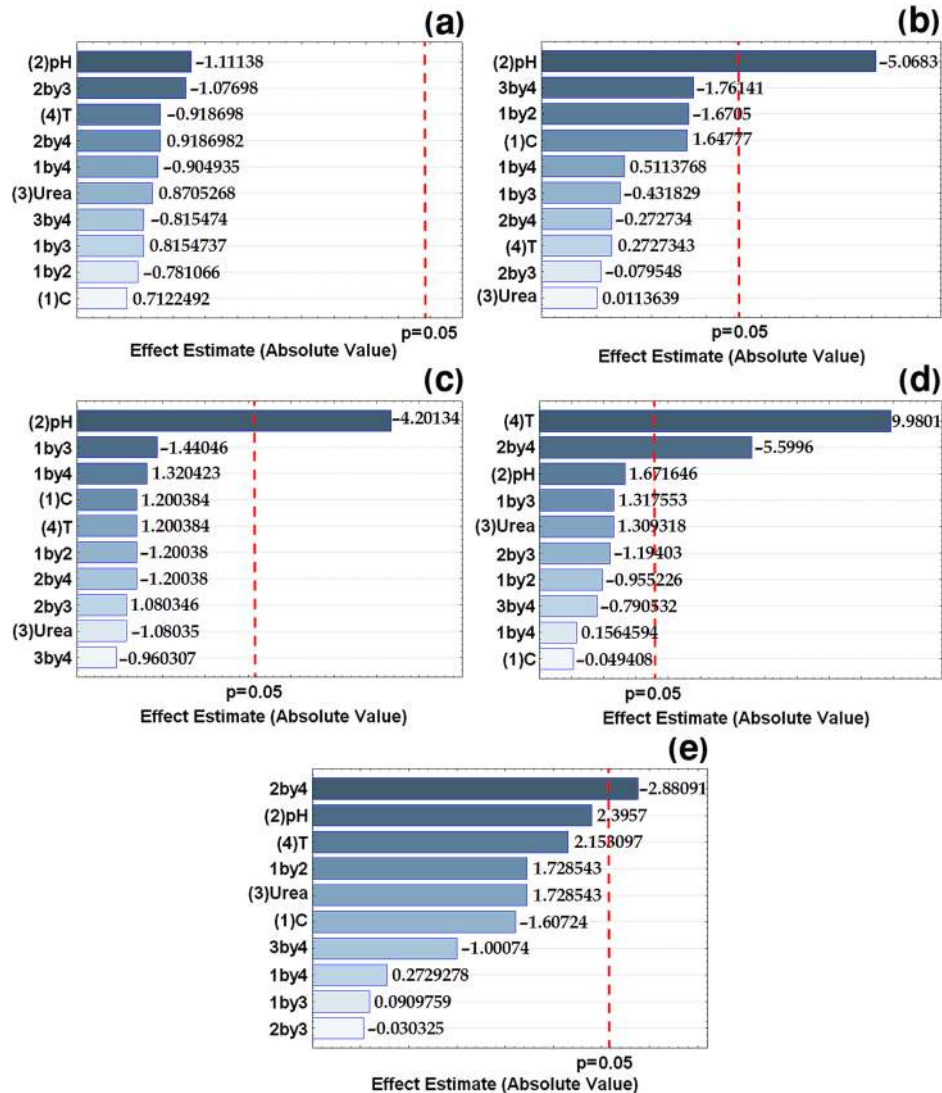 (a)
(2)pH -1.11138
2by3 -1.07698
(4)T -0.918698
2by4 0.9186982
1by4 -0.904935
(3)Urea 0.8705268
3by4 -0.815474
1by3 0.8154737
1by2 -0.781066
(1)C 0.7122492
p=0.05
Effect Estimate (Absolute Value)
(b)
(2)pH -5.0683
3by4 -1.76141
1by2 -1.6705
(1)C 1.64777
1by4 0.5113768
1by3 -0.431829
2by4 -0.272734
(4)T 0.2727343
2by3 -0.079548
(3)Urea 0.0113639
p=0.05
Effect Estimate (Absolute Value)
(c)
(2)pH -4.20134
1by3 -1.44046
1by4 1.320423
(1)C 1.200384
(4)T 1.200384
1by2 -1.20038
2by4 -1.20038
2by3 1.080346
(3)Urea -1.08035
3by4 -0.960307
p=0.05
Effect Estimate (Absolute Value)
(d)
(4)T 9.9801
2by4 -5.5996
(2)pH 1.671646
1by3 1.317553
(3)Urea 1.309318
2by3 -1.19403
1by2 -0.955226
3by4 -0.790532
1by4 0.1564594
(1)C -0.049408
p=0.05
Effect Estimate (Absolute Value)
(e)
2by4 -2.88091
(2)pH 2.3957
(4)T 2.153097
1by2 1.728543
(3)Urea 1.728543
(1)C -1.60724
3by4 -1.00074
1by4 0.2729278
1by3 0.0909759
2by3 -0.030325
p=0.05
Effect Estimate (Absolute Value)